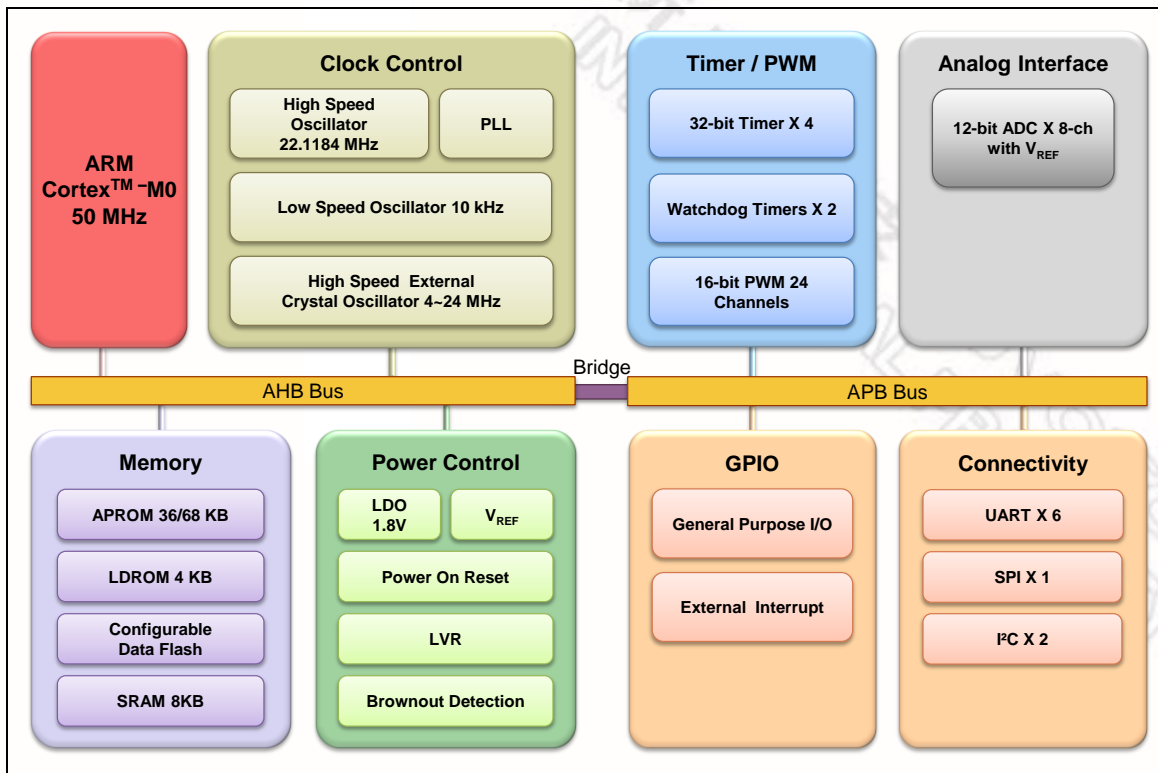 ARM
Cortex™ –M0
50 MHz
Clock Control
High Speed
Oscillator
22.1184 MHz
PLL
Low Speed Oscillator 10 kHz
High Speed External
Crystal Oscillator 4~24 MHz
Timer / PWM
32-bit Timer X 4
Watchdog Timers X 2
16-bit PWM 24
Channels
Analog Interface
12-bit ADC X 8-ch
with VREF
Bridge
AHB Bus
APB Bus
Memory
APROM 36/68 KB
LDROM 4 KB
Configurable
Data Flash
SRAM 8KB
Power Control
LDO
1.8V
VREF
Power On Reset
LVR
Brownout Detection
GPIO
General Purpose I/O
External Interrupt
Connectivity
UART X 6
SPI X 1
I²C X 2